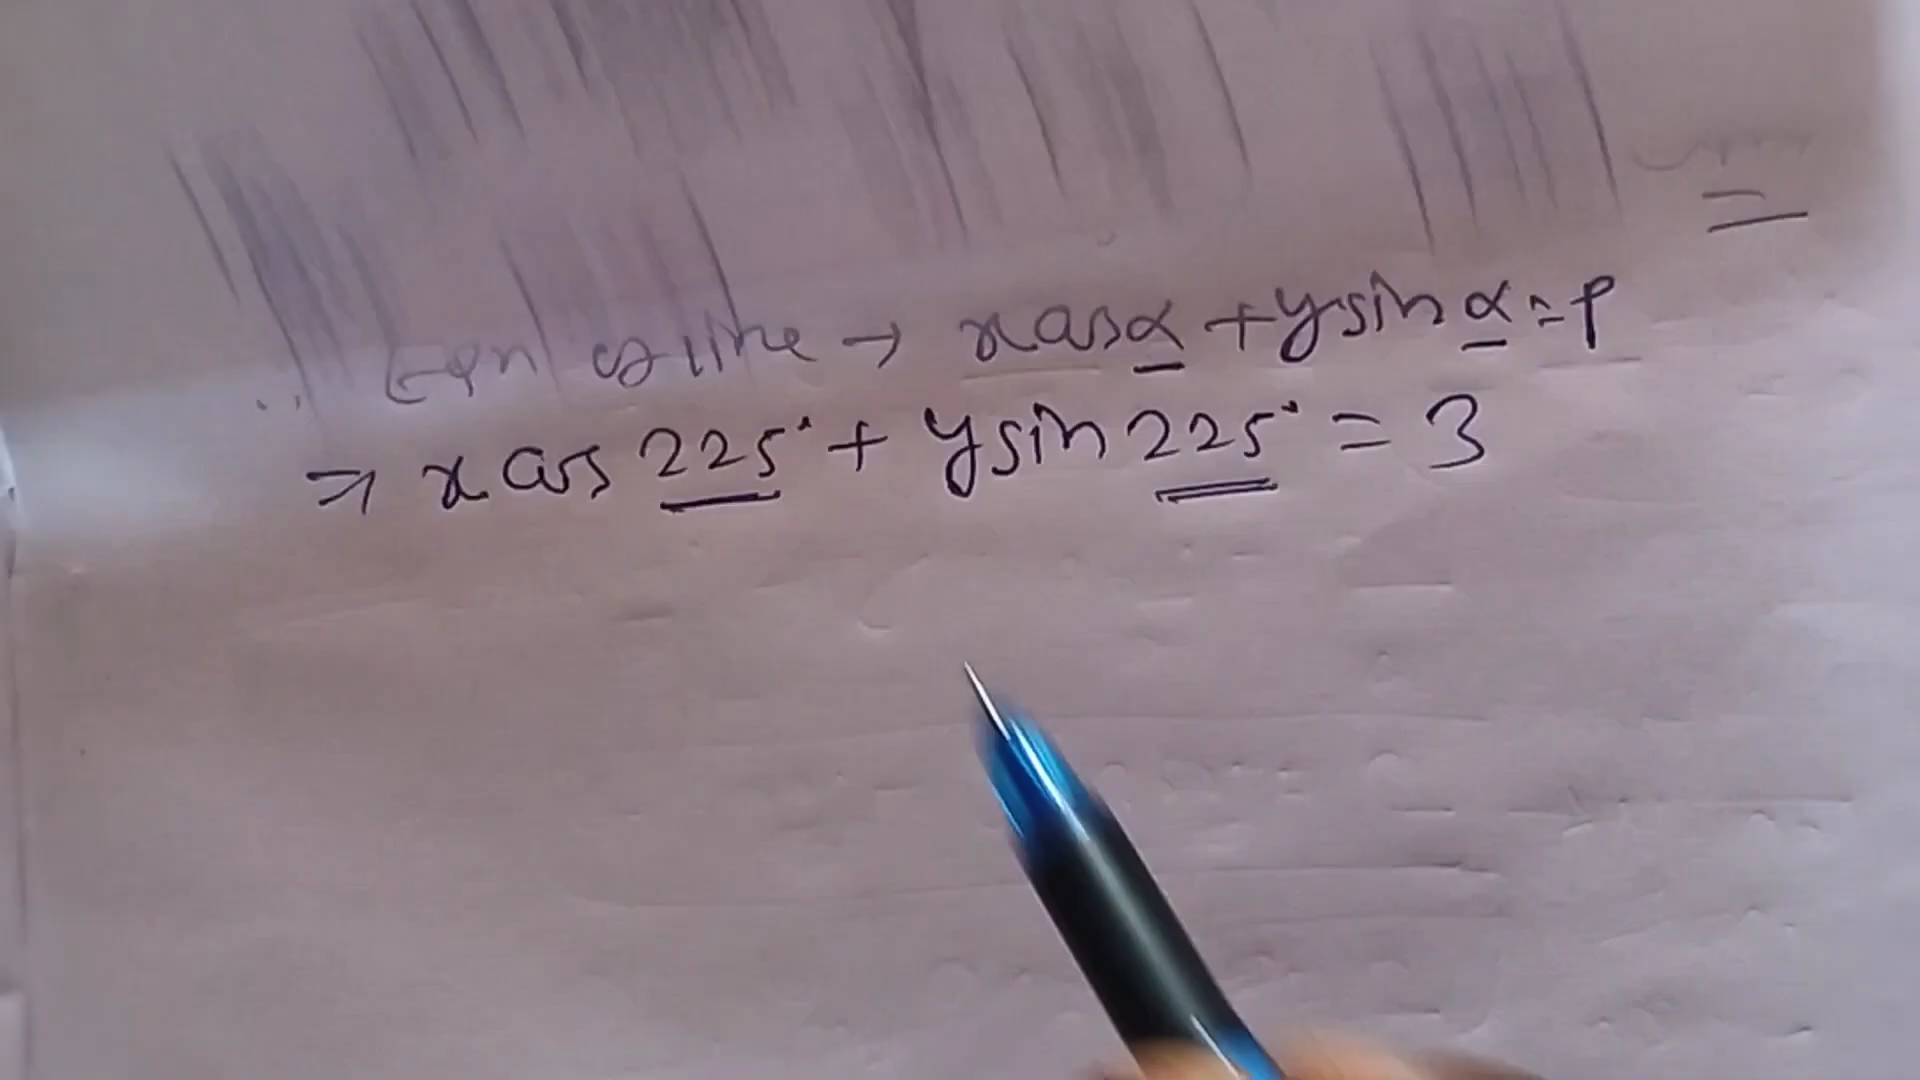 ∴ Eqn of line → x cos α + y sin α = p
⇒ x cos 225° + y sin 225° = 3